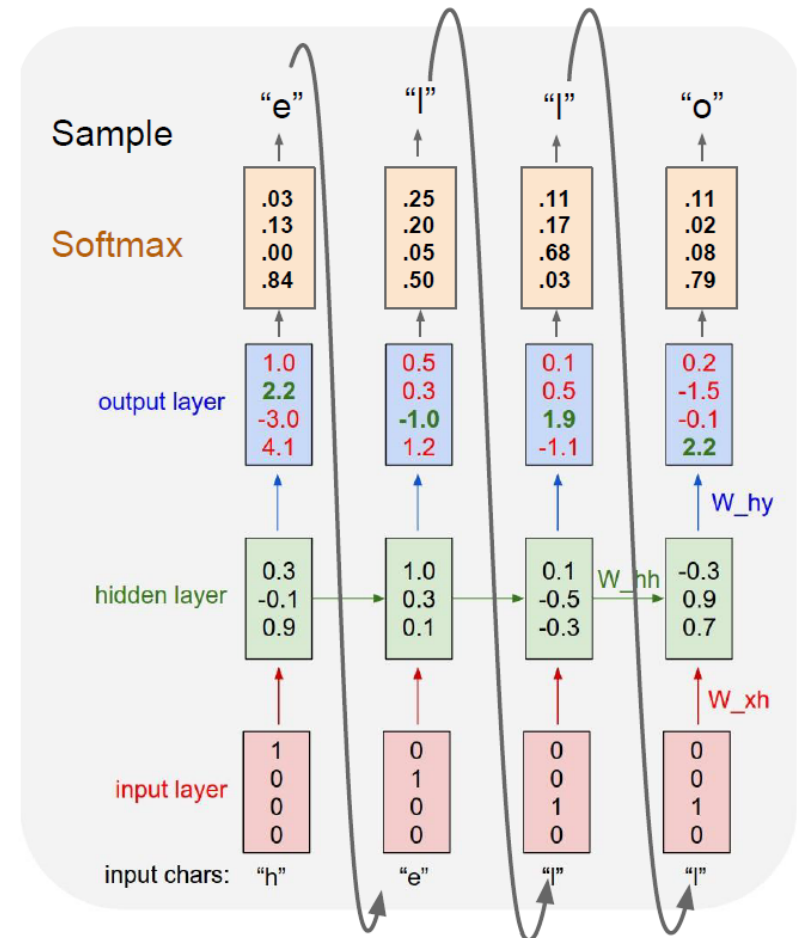 “e” “l” “l” “o”
Sample
.03 .25 .11 .11
.13 .20 .17 .02
Softmax
.00 .05 .68 .08
.84 .50 .03 .79
1.0 0.5 0.1 0.2
output layer 2.2 0.3 0.5 -1.5
-3.0 -1.0 1.9 -0.1
4.1 1.2 -1.1 2.2
W_hy
0.3 1.0 0.1 W_hh -0.3
hidden layer -0.1 0.3 -0.5 0.9
0.9 0.1 -0.3 0.7
W_xh
1 0 0 0
0 1 0 0
input layer
0 0 1 1
0 0 0 0
input chars: “h” “e” “l” “l”